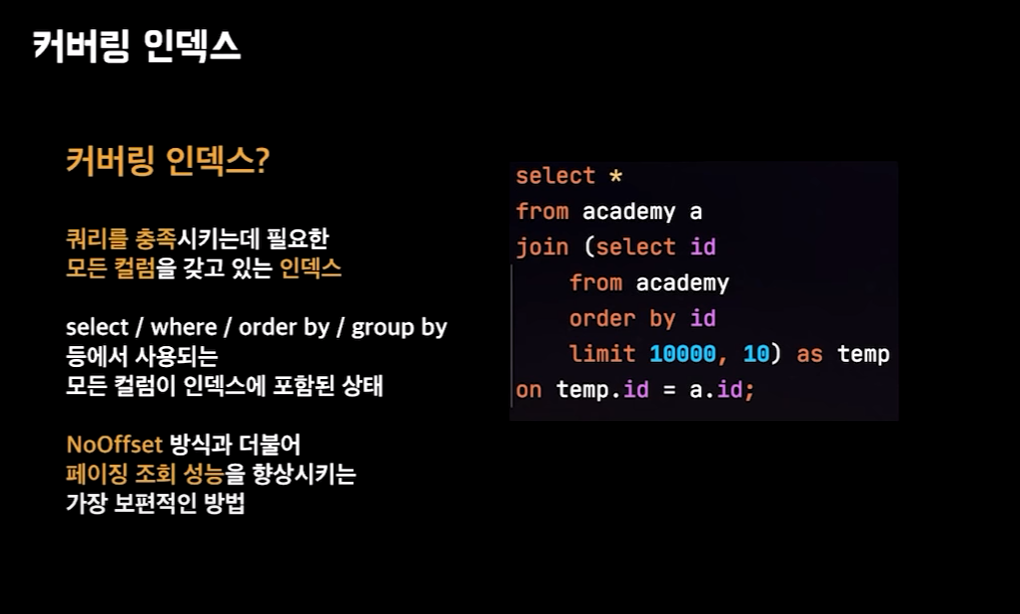 커버링 인덱스
커버링 인덱스?
쿼리를 충족시키는데 필요한
모든 컬럼을 갖고 있는 인덱스
select / where / order by / group by
등에서 사용되는
모든 컬럼이 인덱스에 포함된 상태
NoOffset 방식과 더불어
페이징 조회 성능을 향상시키는
가장 보편적인 방법
select *
from academy a
join (select id
from academy
order by id
limit 10000, 10) as temp
on temp.id = a.id;